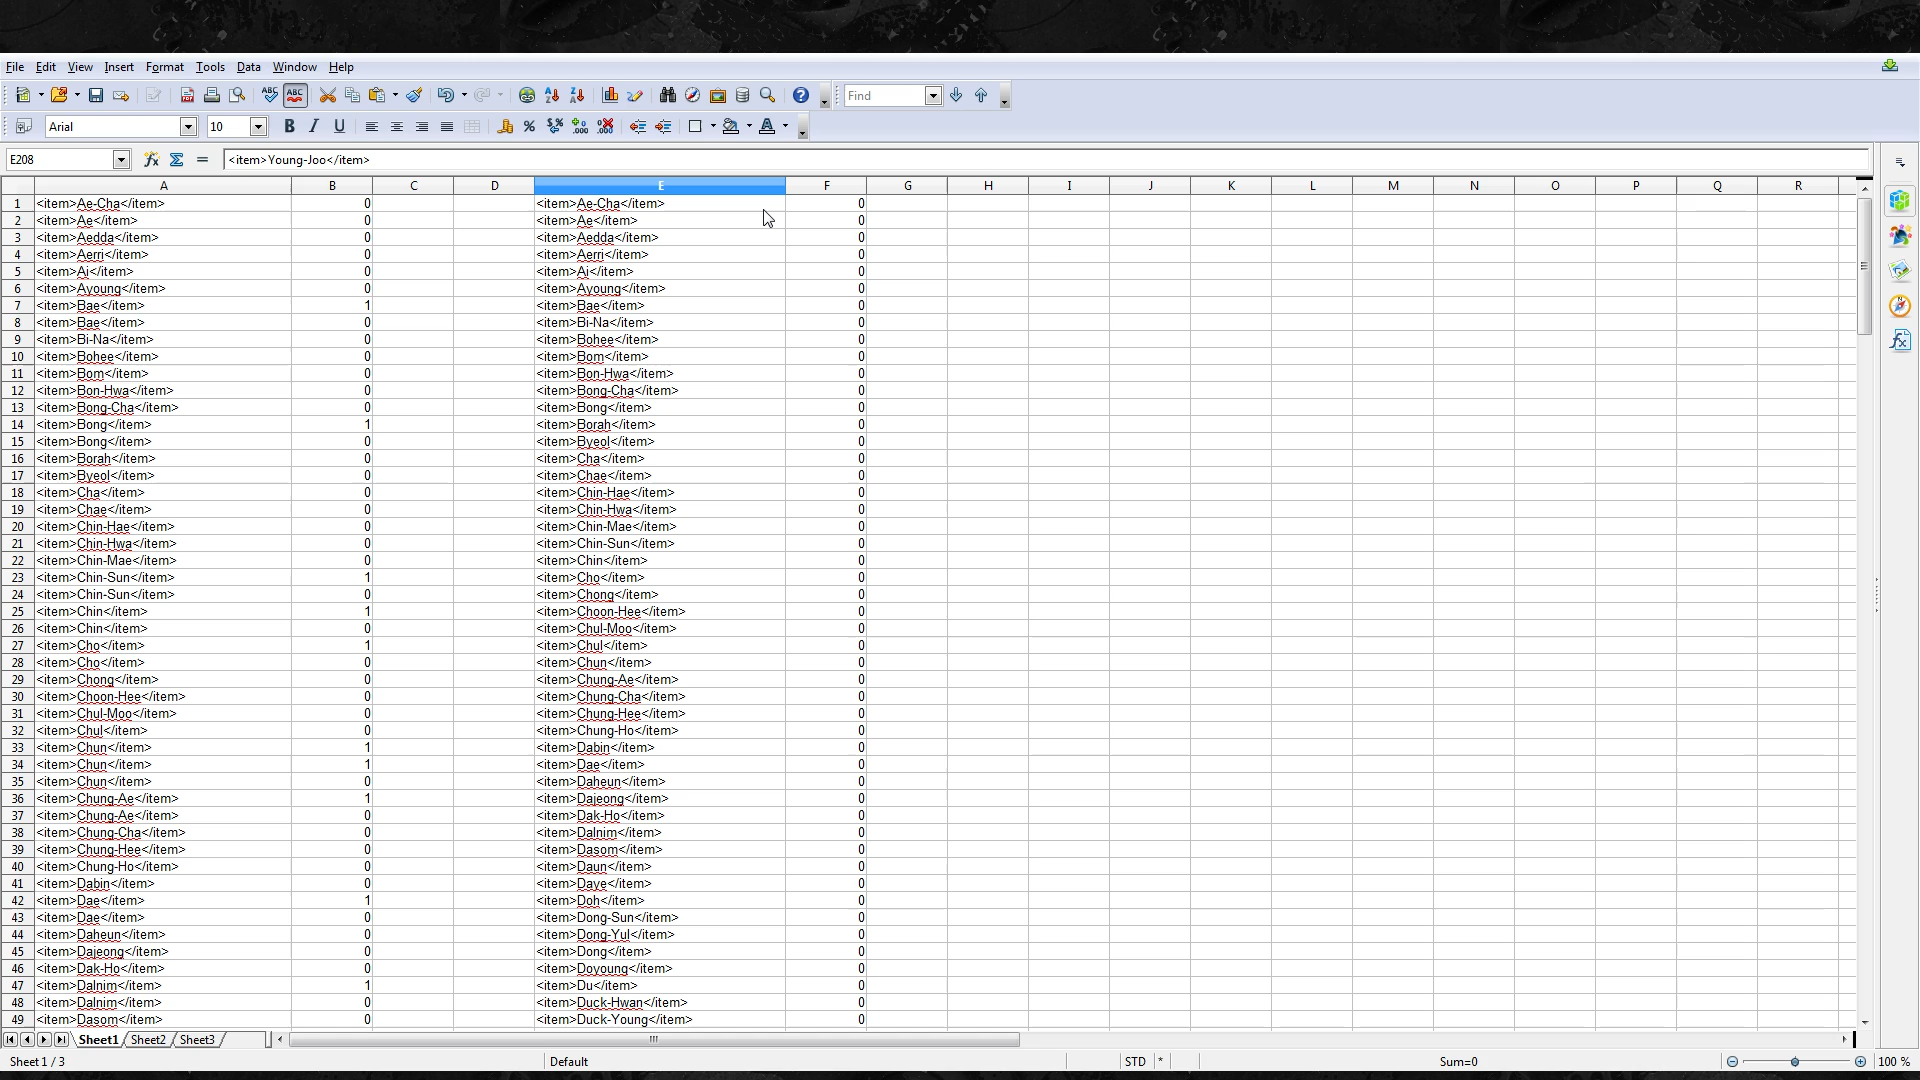 File Edit View Insert Format Tools Data Window Help
Find
Arial 10
E208 <item>Young-Joo</item>
A B C D E F G H I J K L M N O P Q R
1 <item>Ae-Cha</item> 0 <item>Ae-Cha</item> 0
2 <item>Ae</item> 0 <item>Ae</item> 0
3 <item>Aedda</item> 0 <item>Aedda</item> 0
4 <item>Aerri</item> 0 <item>Aerri</item> 0
5 <item>Ai</item> 0 <item>Ai</item> 0
6 <item>Ayoung</item> 0 <item>Ayoung</item> 0
7 <item>Bae</item> 1 <item>Bae</item> 0
8 <item>Bae</item> 0 <item>Bi-Na</item> 0
9 <item>Bi-Na</item> 0 <item>Bohee</item> 0
10 <item>Bohee</item> 0 <item>Bom</item> 0
11 <item>Bom</item> 0 <item>Bon-Hwa</item> 0
12 <item>Bon-Hwa</item> 0 <item>Bong-Cha</item> 0
13 <item>Bong-Cha</item> 0 <item>Bong</item> 0
14 <item>Bong</item> 1 <item>Borah</item> 0
15 <item>Bong</item> 0 <item>Byeol</item> 0
16 <item>Borah</item> 0 <item>Cha</item> 0
17 <item>Byeol</item> 0 <item>Chae</item> 0
18 <item>Cha</item> 0 <item>Chin-Hae</item> 0
19 <item>Chae</item> 0 <item>Chin-Hwa</item> 0
20 <item>Chin-Hae</item> 0 <item>Chin-Mae</item> 0
21 <item>Chin-Hwa</item> 0 <item>Chin-Sun</item> 0
22 <item>Chin-Mae</item> 0 <item>Chin</item> 0
23 <item>Chin-Sun</item> 1 <item>Cho</item> 0
24 <item>Chin-Sun</item> 0 <item>Chong</item> 0
25 <item>Chin</item> 1 <item>Choon-Hee</item> 0
26 <item>Chin</item> 0 <item>Chul-Moo</item> 0
27 <item>Cho</item> 1 <item>Chul</item> 0
28 <item>Cho</item> 0 <item>Chun</item> 0
29 <item>Chong</item> 0 <item>Chung-Ae</item> 0
30 <item>Choon-Hee</item> 0 <item>Chung-Cha</item> 0
31 <item>Chul-Moo</item> 0 <item>Chung-Hee</item> 0
32 <item>Chul</item> 0 <item>Chung-Ho</item> 0
33 <item>Chun</item> 1 <item>Dabin</item> 0
34 <item>Chun</item> 1 <item>Dae</item> 0
35 <item>Chun</item> 0 <item>Daheun</item> 0
36 <item>Chung-Ae</item> 1 <item>Dajeong</item> 0
37 <item>Chung-Ae</item> 0 <item>Dak-Ho</item> 0
38 <item>Chung-Cha</item> 0 <item>Dalnim</item> 0
39 <item>Chung-Hee</item> 0 <item>Dasom</item> 0
40 <item>Chung-Ho</item> 0 <item>Daun</item> 0
41 <item>Dabin</item> 0 <item>Daye</item> 0
42 <item>Dae</item> 1 <item>Doh</item> 0
43 <item>Dae</item> 0 <item>Dong-Sun</item> 0
44 <item>Daheun</item> 0 <item>Dong-Yul</item> 0
45 <item>Dajeong</item> 0 <item>Dong</item> 0
46 <item>Dak-Ho</item> 0 <item>Doyoung</item> 0
47 <item>Dalnim</item> 1 <item>Du</item> 0
48 <item>Dalnim</item> 0 <item>Duck-Hwan</item> 0
49 <item>Dasom</item> 0 <item>Duck-Young</item> 0
Sheet1 Sheet2 Sheet3
Sheet 1 / 3 Default STD * Sum=0 100 %